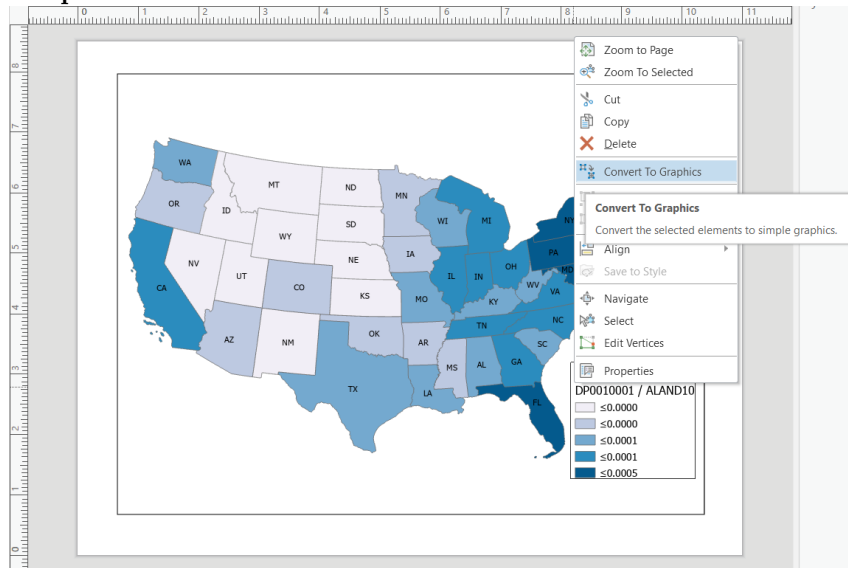 0 1 2 3 4 5 6 7 8 9 10 11
8
7
6
5
4
3
2
1
0
Zoom to Page
Zoom To Selected
Cut
Copy
Delete
Convert To Graphics
Convert To Graphics
Convert the selected elements to simple graphics.
Align
Save to Style
Navigate
Select
Edit Vertices
Properties
WA
MT
ND
MN
OR
ID
SD
WI
MI
NY
WY
IA
PA
NE
OH
MD
NV
UT
CO
IL
IN
WV
VA
CA
KS
MO
KY
NC
AZ
NM
OK
AR
TN
SC
MS
AL
GA
TX
LA
FL
DP0010001 / ALAND10
≤0.0000
≤0.0000
≤0.0001
≤0.0001
≤0.0005